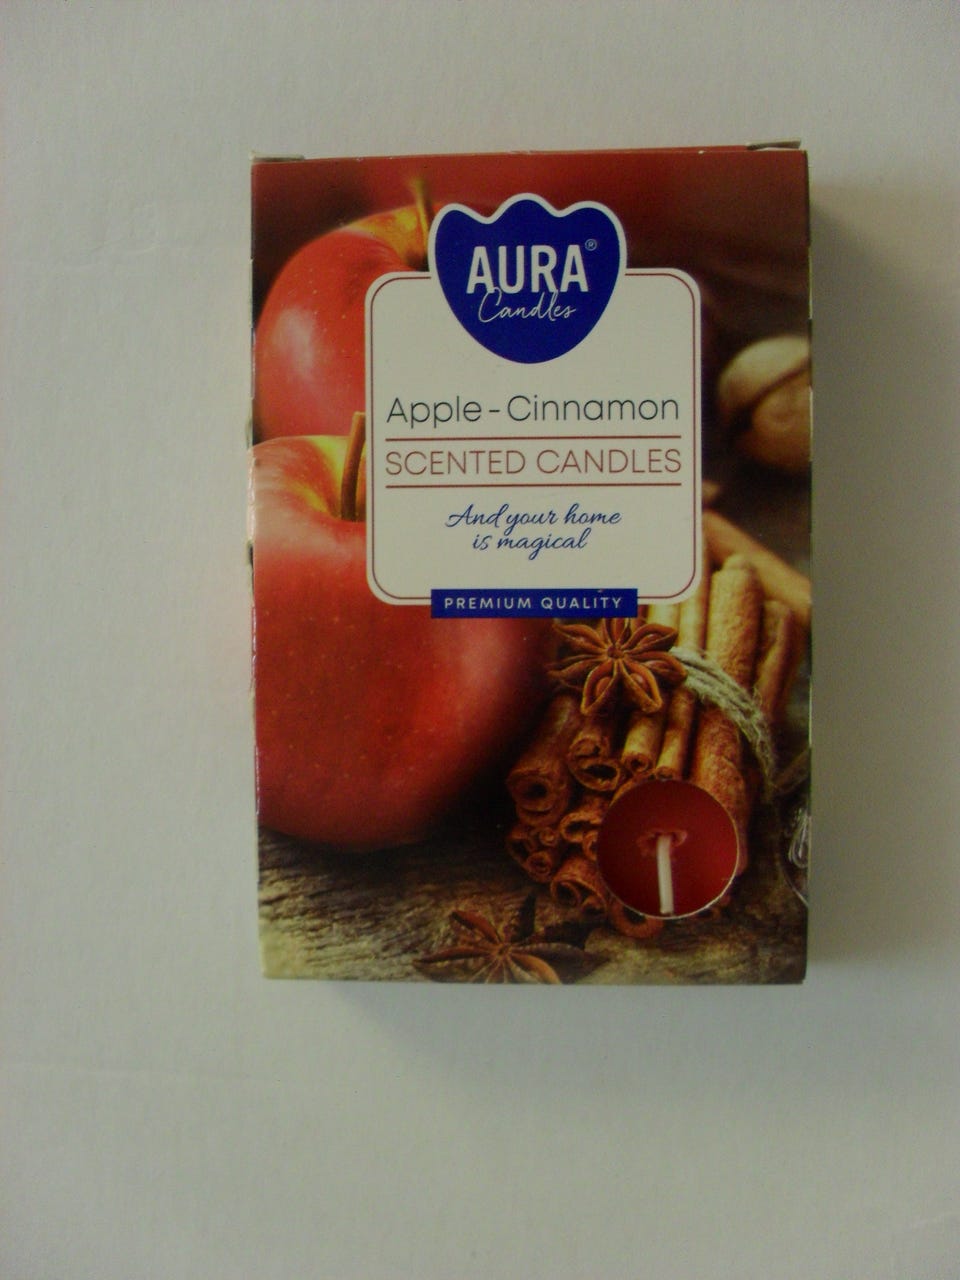 AURA®
Candles
Apple - Cinnamon
SCENTED CANDLES
And your home
is magical
PREMIUM QUALITY